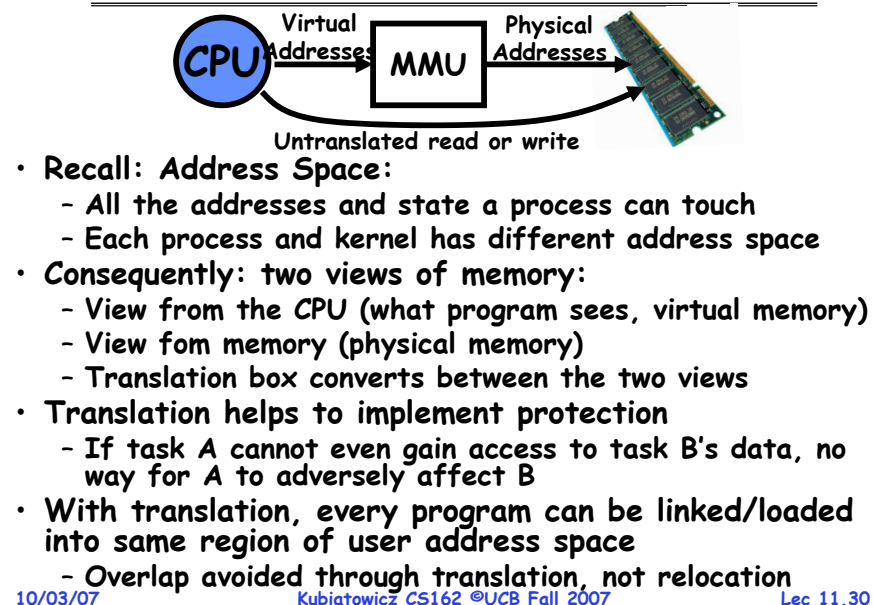 Virtual
Addresses
Physical
Addresses
CPU
MMU
Untranslated read or write
• Recall: Address Space:
– All the addresses and state a process can touch
– Each process and kernel has different address space
• Consequently: two views of memory:
– View from the CPU (what program sees, virtual memory)
– View fom memory (physical memory)
– Translation box converts between the two views
• Translation helps to implement protection
– If task A cannot even gain access to task B's data, no
way for A to adversely affect B
• With translation, every program can be linked/loaded
into same region of user address space
– Overlap avoided through translation, not relocation
10/03/07
Kubiatowicz CS162 ©UCB Fall 2007
Lec 11.30